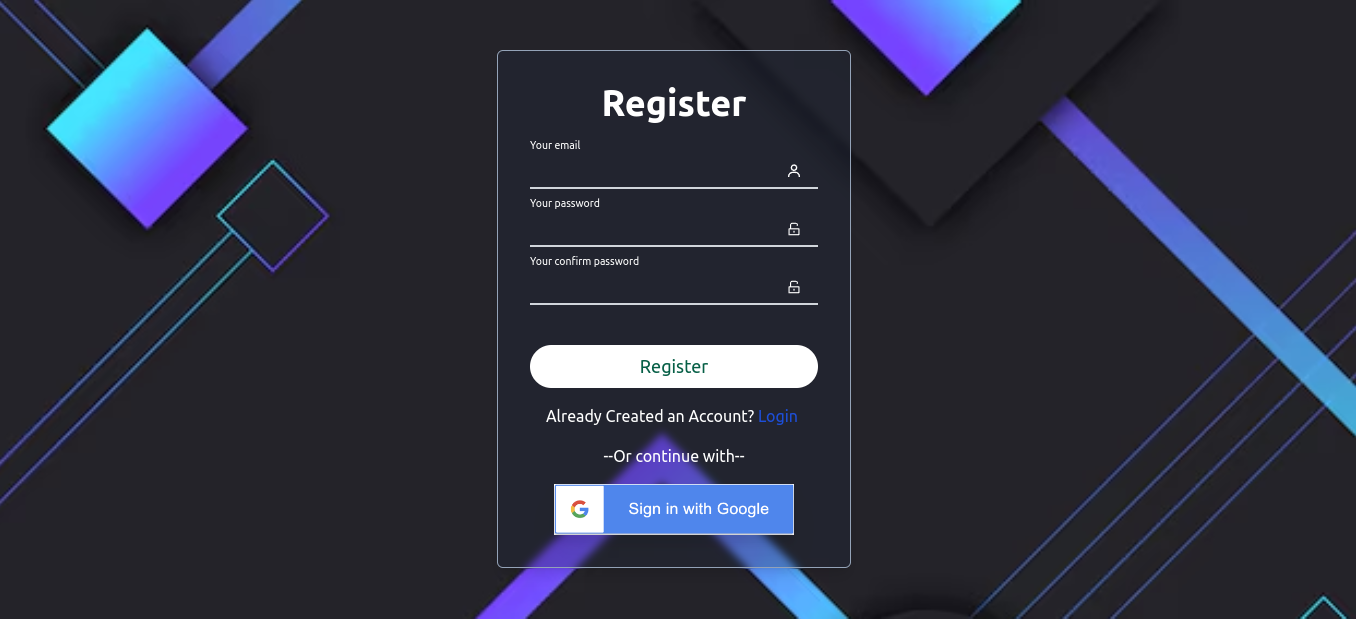 Register
Your email
Your password
Your confirm password
Register
Already Created an Account? Login
--Or continue with--
Sign in with Google